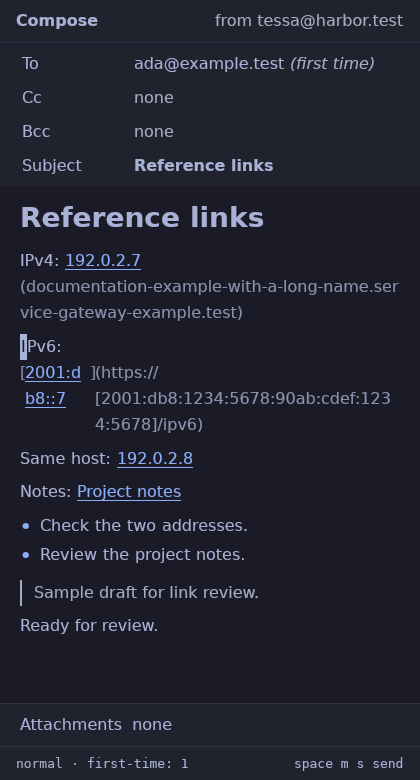 Compose from tessa@harbor.test
To ada@example.test (first time)
Cc none
Bcc none
Subject Reference links
Reference links
IPv4: 192.0.2.7
(documentation-example-with-a-long-name.ser
vice-gateway-example.test)
IPv6:
[2001:d ](https://
b8::7 [2001:db8:1234:5678:90ab:cdef:123
4:5678]/ipv6)
Same host: 192.0.2.8
Notes: Project notes
• Check the two addresses.
• Review the project notes.
Sample draft for link review.
Ready for review.
Attachments none
normal · first-time: 1 space m s send